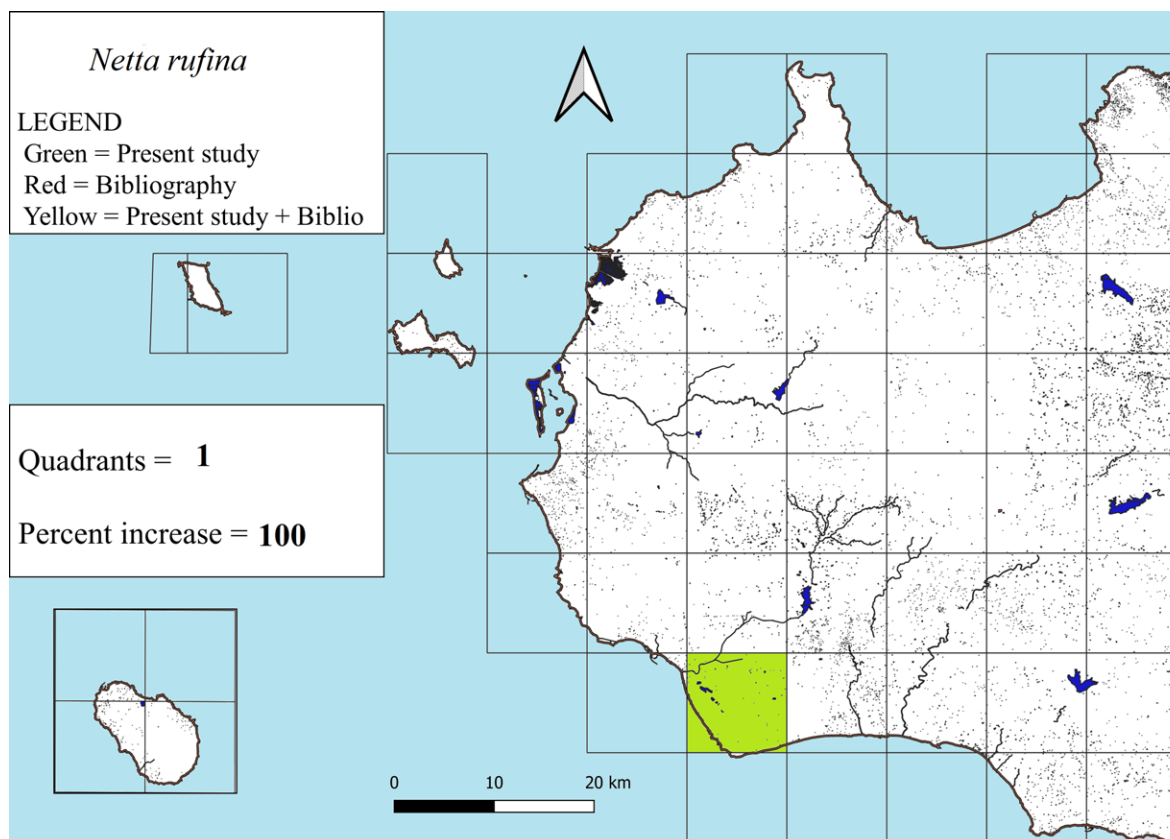 Netta rufina
LEGEND
Green = Present study
Red = Bibliography
Yellow = Present study + Biblio
Quadrants = 1
Percent increase = 100
0 10 20 km